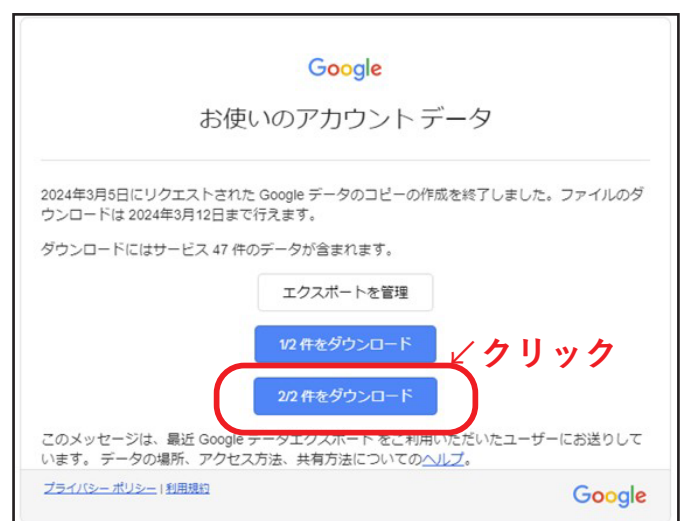 Google
お使いのアカウント データ
2024年3月5日にリクエストされた Google データのコピーの作成を終了しました。ファイルのダ
ウンロードは 2024年3月12日まで行えます。
ダウンロードにはサービス 47 件のデータが含まれます。
エクスポートを管理
1/2 件をダウンロード
↙クリック
2/2 件をダウンロード
このメッセージは、最近 Google データエクスポート をご利用いただいたユーザーにお送りして
います。 データの場所、アクセス方法、共有方法についてのヘルプ。
プライバシー ポリシー | 利用規約
Google